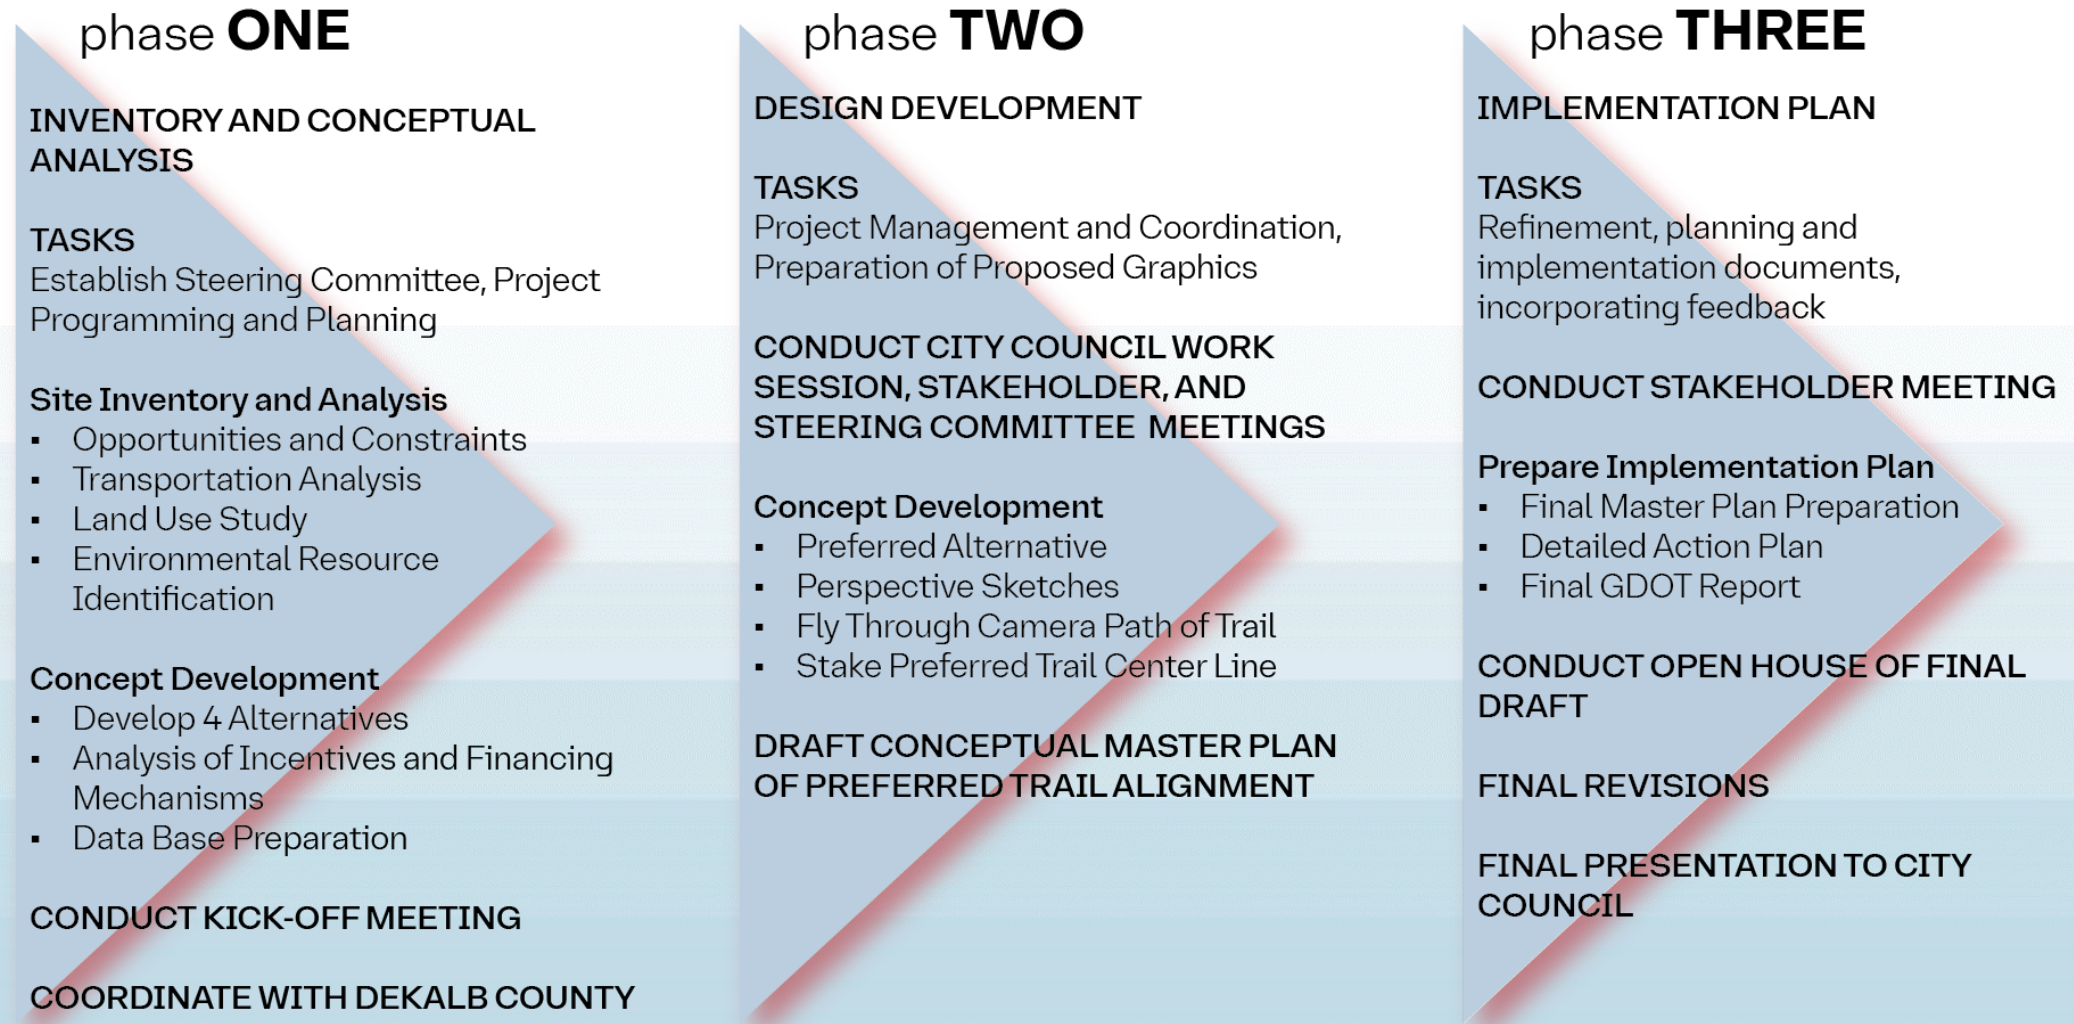 phase ONE
INVENTORY AND CONCEPTUAL
ANALYSIS
TASKS
Establish Steering Committee, Project
Programming and Planning
Site Inventory and Analysis
▪ Opportunities and Constraints
▪ Transportation Analysis
▪ Land Use Study
▪ Environmental Resource
Identification
Concept Development
▪ Develop 4 Alternatives
▪ Analysis of Incentives and Financing
Mechanisms
▪ Data Base Preparation
CONDUCT KICK-OFF MEETING
COORDINATE WITH DEKALB COUNTY
phase TWO
DESIGN DEVELOPMENT
TASKS
Project Management and Coordination,
Preparation of Proposed Graphics
CONDUCT CITY COUNCIL WORK
SESSION, STAKEHOLDER, AND
STEERING COMMITTEE MEETINGS
Concept Development
▪ Preferred Alternative
▪ Perspective Sketches
▪ Fly Through Camera Path of Trail
▪ Stake Preferred Trail Center Line
DRAFT CONCEPTUAL MASTER PLAN
OF PREFERRED TRAIL ALIGNMENT
phase THREE
IMPLEMENTATION PLAN
TASKS
Refinement, planning and
implementation documents,
incorporating feedback
CONDUCT STAKEHOLDER MEETING
Prepare Implementation Plan
▪ Final Master Plan Preparation
▪ Detailed Action Plan
▪ Final GDOT Report
CONDUCT OPEN HOUSE OF FINAL
DRAFT
FINAL REVISIONS
FINAL PRESENTATION TO CITY
COUNCIL